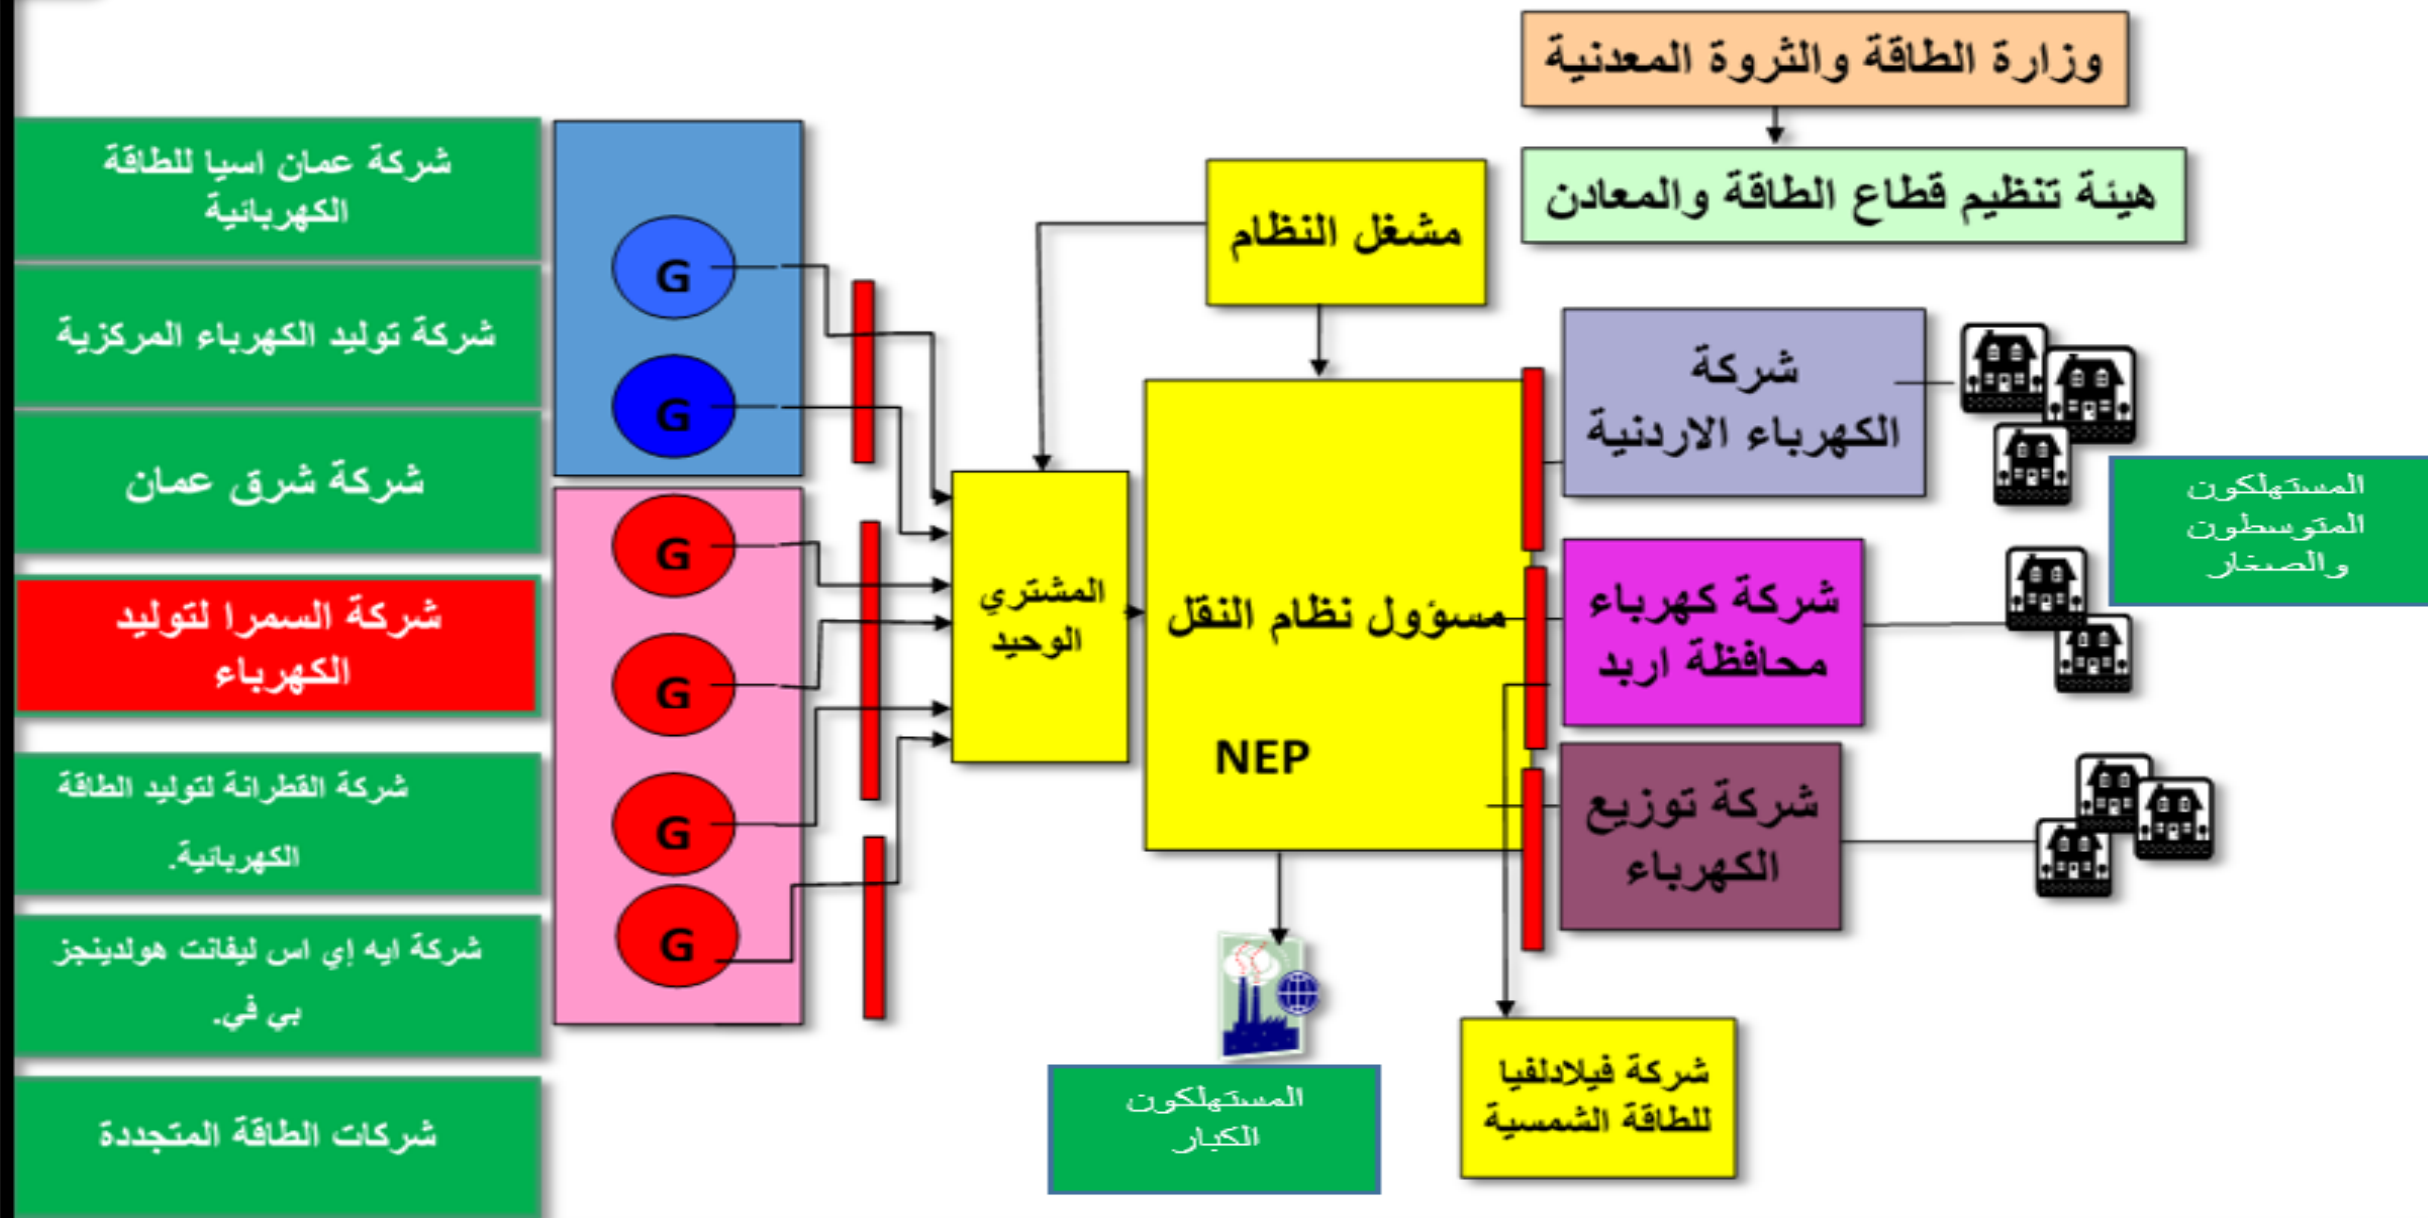 وزارة الطاقة والثروة المعدنية
هيئة تنظيم قطاع الطاقة والمعادن
مشغل النظام
شركة
الكهرباء الاردنية
المستهلكون
المتوسطون
والصغار
شركة كهرباء
محافظة اربد
شركة توزيع
الكهرباء
مسؤول نظام النقل
NEP
المشتري
الوحيد
شركة فيلادلفيا
للطاقة الشمسية
المستهلكون
الكبار
G
G
G
G
G
G
شركة عمان اسيا للطاقة
الكهربائية
شركة توليد الكهرباء المركزية
شركة شرق عمان
شركة السمرا لتوليد
الكهرباء
شركة القطرانة لتوليد الطاقة
الكهربائية.
شركة ايه إي اس ليفانت هولدينجز
بي في.
شركات الطاقة المتجددة